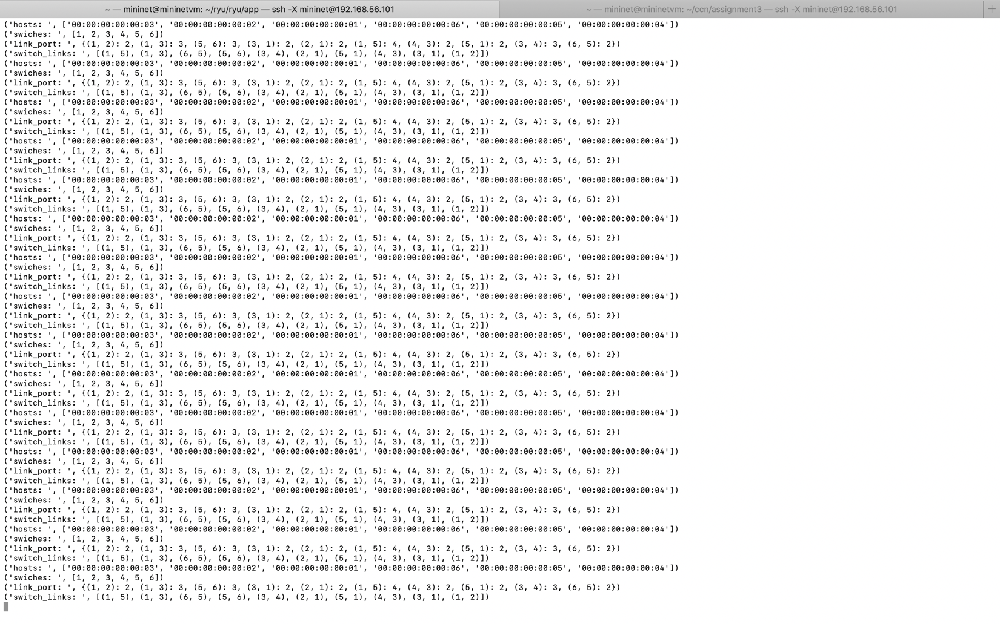 ~ — mininet@mininetvm: ~/ryu/ryu/app — ssh -X mininet@192.168.56.101
~ — mininet@mininetvm: ~/ccn/assignment3 — ssh -X mininet@192.168.56.101
('hosts: ', ['00:00:00:00:00:03', '00:00:00:00:00:02', '00:00:00:00:00:01', '00:00:00:00:00:06', '00:00:00:00:00:05', '00:00:00:00:00:04'])
('swiches: ', [1, 2, 3, 4, 5, 6])
('link_port: ', {(1, 2): 2, (1, 3): 3, (5, 6): 3, (3, 1): 2, (2, 1): 2, (1, 5): 4, (4, 3): 2, (5, 1): 2, (3, 4): 3, (6, 5): 2})
('switch_links: ', [(1, 5), (1, 3), (6, 5), (5, 6), (3, 4), (2, 1), (5, 1), (4, 3), (3, 1), (1, 2)])
('hosts: ', ['00:00:00:00:00:03', '00:00:00:00:00:02', '00:00:00:00:00:01', '00:00:00:00:00:06', '00:00:00:00:00:05', '00:00:00:00:00:04'])
('swiches: ', [1, 2, 3, 4, 5, 6])
('link_port: ', {(1, 2): 2, (1, 3): 3, (5, 6): 3, (3, 1): 2, (2, 1): 2, (1, 5): 4, (4, 3): 2, (5, 1): 2, (3, 4): 3, (6, 5): 2})
('switch_links: ', [(1, 5), (1, 3), (6, 5), (5, 6), (3, 4), (2, 1), (5, 1), (4, 3), (3, 1), (1, 2)])
('hosts: ', ['00:00:00:00:00:03', '00:00:00:00:00:02', '00:00:00:00:00:01', '00:00:00:00:00:06', '00:00:00:00:00:05', '00:00:00:00:00:04'])
('swiches: ', [1, 2, 3, 4, 5, 6])
('link_port: ', {(1, 2): 2, (1, 3): 3, (5, 6): 3, (3, 1): 2, (2, 1): 2, (1, 5): 4, (4, 3): 2, (5, 1): 2, (3, 4): 3, (6, 5): 2})
('switch_links: ', [(1, 5), (1, 3), (6, 5), (5, 6), (3, 4), (2, 1), (5, 1), (4, 3), (3, 1), (1, 2)])
('hosts: ', ['00:00:00:00:00:03', '00:00:00:00:00:02', '00:00:00:00:00:01', '00:00:00:00:00:06', '00:00:00:00:00:05', '00:00:00:00:00:04'])
('swiches: ', [1, 2, 3, 4, 5, 6])
('link_port: ', {(1, 2): 2, (1, 3): 3, (5, 6): 3, (3, 1): 2, (2, 1): 2, (1, 5): 4, (4, 3): 2, (5, 1): 2, (3, 4): 3, (6, 5): 2})
('switch_links: ', [(1, 5), (1, 3), (6, 5), (5, 6), (3, 4), (2, 1), (5, 1), (4, 3), (3, 1), (1, 2)])
('hosts: ', ['00:00:00:00:00:03', '00:00:00:00:00:02', '00:00:00:00:00:01', '00:00:00:00:00:06', '00:00:00:00:00:05', '00:00:00:00:00:04'])
('swiches: ', [1, 2, 3, 4, 5, 6])
('link_port: ', {(1, 2): 2, (1, 3): 3, (5, 6): 3, (3, 1): 2, (2, 1): 2, (1, 5): 4, (4, 3): 2, (5, 1): 2, (3, 4): 3, (6, 5): 2})
('switch_links: ', [(1, 5), (1, 3), (6, 5), (5, 6), (3, 4), (2, 1), (5, 1), (4, 3), (3, 1), (1, 2)])
('hosts: ', ['00:00:00:00:00:03', '00:00:00:00:00:02', '00:00:00:00:00:01', '00:00:00:00:00:06', '00:00:00:00:00:05', '00:00:00:00:00:04'])
('swiches: ', [1, 2, 3, 4, 5, 6])
('link_port: ', {(1, 2): 2, (1, 3): 3, (5, 6): 3, (3, 1): 2, (2, 1): 2, (1, 5): 4, (4, 3): 2, (5, 1): 2, (3, 4): 3, (6, 5): 2})
('switch_links: ', [(1, 5), (1, 3), (6, 5), (5, 6), (3, 4), (2, 1), (5, 1), (4, 3), (3, 1), (1, 2)])
('hosts: ', ['00:00:00:00:00:03', '00:00:00:00:00:02', '00:00:00:00:00:01', '00:00:00:00:00:06', '00:00:00:00:00:05', '00:00:00:00:00:04'])
('swiches: ', [1, 2, 3, 4, 5, 6])
('link_port: ', {(1, 2): 2, (1, 3): 3, (5, 6): 3, (3, 1): 2, (2, 1): 2, (1, 5): 4, (4, 3): 2, (5, 1): 2, (3, 4): 3, (6, 5): 2})
('switch_links: ', [(1, 5), (1, 3), (6, 5), (5, 6), (3, 4), (2, 1), (5, 1), (4, 3), (3, 1), (1, 2)])
('hosts: ', ['00:00:00:00:00:03', '00:00:00:00:00:02', '00:00:00:00:00:01', '00:00:00:00:00:06', '00:00:00:00:00:05', '00:00:00:00:00:04'])
('swiches: ', [1, 2, 3, 4, 5, 6])
('link_port: ', {(1, 2): 2, (1, 3): 3, (5, 6): 3, (3, 1): 2, (2, 1): 2, (1, 5): 4, (4, 3): 2, (5, 1): 2, (3, 4): 3, (6, 5): 2})
('switch_links: ', [(1, 5), (1, 3), (6, 5), (5, 6), (3, 4), (2, 1), (5, 1), (4, 3), (3, 1), (1, 2)])
('hosts: ', ['00:00:00:00:00:03', '00:00:00:00:00:02', '00:00:00:00:00:01', '00:00:00:00:00:06', '00:00:00:00:00:05', '00:00:00:00:00:04'])
('swiches: ', [1, 2, 3, 4, 5, 6])
('link_port: ', {(1, 2): 2, (1, 3): 3, (5, 6): 3, (3, 1): 2, (2, 1): 2, (1, 5): 4, (4, 3): 2, (5, 1): 2, (3, 4): 3, (6, 5): 2})
('switch_links: ', [(1, 5), (1, 3), (6, 5), (5, 6), (3, 4), (2, 1), (5, 1), (4, 3), (3, 1), (1, 2)])
('hosts: ', ['00:00:00:00:00:03', '00:00:00:00:00:02', '00:00:00:00:00:01', '00:00:00:00:00:06', '00:00:00:00:00:05', '00:00:00:00:00:04'])
('swiches: ', [1, 2, 3, 4, 5, 6])
('link_port: ', {(1, 2): 2, (1, 3): 3, (5, 6): 3, (3, 1): 2, (2, 1): 2, (1, 5): 4, (4, 3): 2, (5, 1): 2, (3, 4): 3, (6, 5): 2})
('switch_links: ', [(1, 5), (1, 3), (6, 5), (5, 6), (3, 4), (2, 1), (5, 1), (4, 3), (3, 1), (1, 2)])
('hosts: ', ['00:00:00:00:00:03', '00:00:00:00:00:02', '00:00:00:00:00:01', '00:00:00:00:00:06', '00:00:00:00:00:05', '00:00:00:00:00:04'])
('swiches: ', [1, 2, 3, 4, 5, 6])
('link_port: ', {(1, 2): 2, (1, 3): 3, (5, 6): 3, (3, 1): 2, (2, 1): 2, (1, 5): 4, (4, 3): 2, (5, 1): 2, (3, 4): 3, (6, 5): 2})
('switch_links: ', [(1, 5), (1, 3), (6, 5), (5, 6), (3, 4), (2, 1), (5, 1), (4, 3), (3, 1), (1, 2)])
('hosts: ', ['00:00:00:00:00:03', '00:00:00:00:00:02', '00:00:00:00:00:01', '00:00:00:00:00:06', '00:00:00:00:00:05', '00:00:00:00:00:04'])
('swiches: ', [1, 2, 3, 4, 5, 6])
('link_port: ', {(1, 2): 2, (1, 3): 3, (5, 6): 3, (3, 1): 2, (2, 1): 2, (1, 5): 4, (4, 3): 2, (5, 1): 2, (3, 4): 3, (6, 5): 2})
('switch_links: ', [(1, 5), (1, 3), (6, 5), (5, 6), (3, 4), (2, 1), (5, 1), (4, 3), (3, 1), (1, 2)])
('hosts: ', ['00:00:00:00:00:03', '00:00:00:00:00:02', '00:00:00:00:00:01', '00:00:00:00:00:06', '00:00:00:00:00:05', '00:00:00:00:00:04'])
('swiches: ', [1, 2, 3, 4, 5, 6])
('link_port: ', {(1, 2): 2, (1, 3): 3, (5, 6): 3, (3, 1): 2, (2, 1): 2, (1, 5): 4, (4, 3): 2, (5, 1): 2, (3, 4): 3, (6, 5): 2})
('switch_links: ', [(1, 5), (1, 3), (6, 5), (5, 6), (3, 4), (2, 1), (5, 1), (4, 3), (3, 1), (1, 2)])
('hosts: ', ['00:00:00:00:00:03', '00:00:00:00:00:02', '00:00:00:00:00:01', '00:00:00:00:00:06', '00:00:00:00:00:05', '00:00:00:00:00:04'])
('swiches: ', [1, 2, 3, 4, 5, 6])
('link_port: ', {(1, 2): 2, (1, 3): 3, (5, 6): 3, (3, 1): 2, (2, 1): 2, (1, 5): 4, (4, 3): 2, (5, 1): 2, (3, 4): 3, (6, 5): 2})
('switch_links: ', [(1, 5), (1, 3), (6, 5), (5, 6), (3, 4), (2, 1), (5, 1), (4, 3), (3, 1), (1, 2)])
('hosts: ', ['00:00:00:00:00:03', '00:00:00:00:00:02', '00:00:00:00:00:01', '00:00:00:00:00:06', '00:00:00:00:00:05', '00:00:00:00:00:04'])
('swiches: ', [1, 2, 3, 4, 5, 6])
('link_port: ', {(1, 2): 2, (1, 3): 3, (5, 6): 3, (3, 1): 2, (2, 1): 2, (1, 5): 4, (4, 3): 2, (5, 1): 2, (3, 4): 3, (6, 5): 2})
('switch_links: ', [(1, 5), (1, 3), (6, 5), (5, 6), (3, 4), (2, 1), (5, 1), (4, 3), (3, 1), (1, 2)])